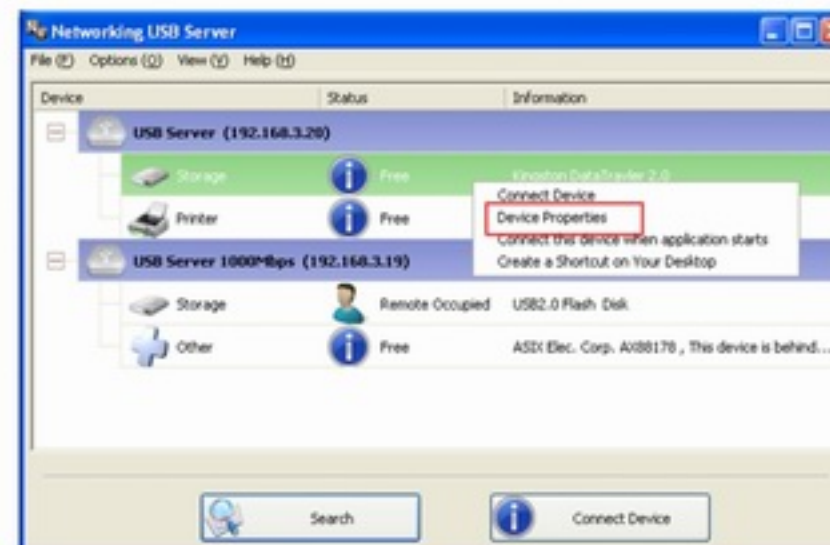 Networking USB Server
File (F) Options (O) View (V) Help (H)
Device Status Information
USB Server (192.168.3.20)
Storage Free Kingston DataTravler 2.0
Connect Device
Printer Free Device Properties
Connect this device when application starts
USB Server 1000Mbps (192.168.3.19) Create a Shortcut on Your Desktop
Storage Remote Occupied USB2.0 Flash Disk
Other Free ASIX Elec. Corp. AX88178 , This device is behind...
Search Connect Device